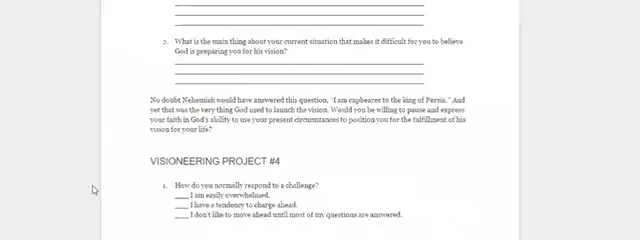 2. What is the main thing about your current situation that makes it difficult for you to believe
God is preparing you for his vision?
No doubt Nehemiah would have answered this question, "I am cupbearer to the king of Persia." And
yet that was the very thing God used to launch the vision. Would you be willing to pause and express
your faith in God's ability to use your present circumstances to position you for the fulfillment of his
vision for your life?
VISIONEERING PROJECT #4
1. How do you normally respond to a challenge?
___ I am easily overwhelmed.
___ I have a tendency to charge ahead.
___ I don't like to move ahead until most of my questions are answered.